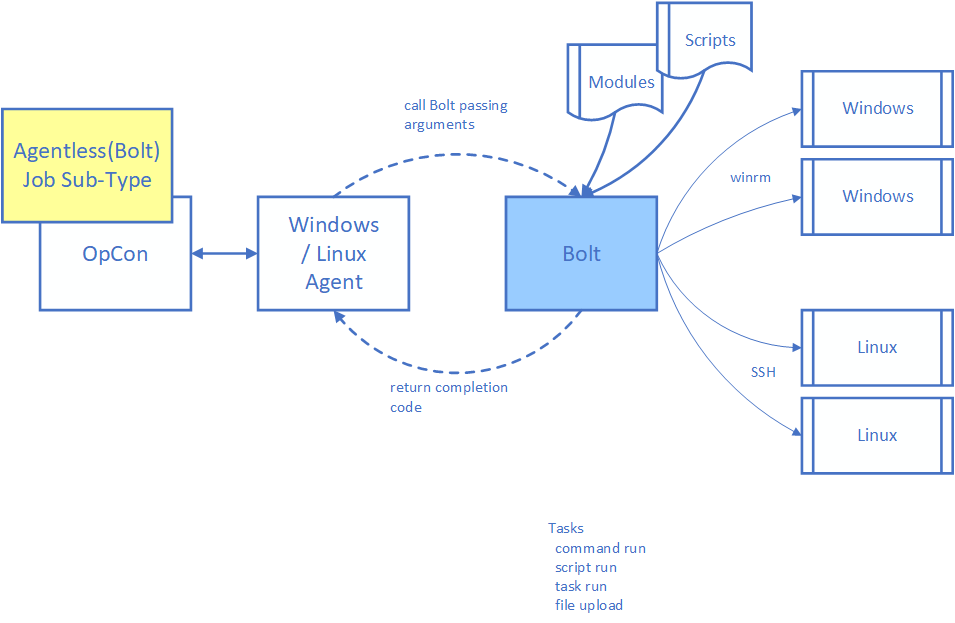 Scripts
Modules
call Bolt passing
arguments
Agentless(Bolt)
Job Sub-Type
OpCon
Windows
/ Linux
Agent
Bolt
Windows
winrm
Windows
Linux
SSH
Linux
return completion
code
Tasks
command run
script run
task run
file upload